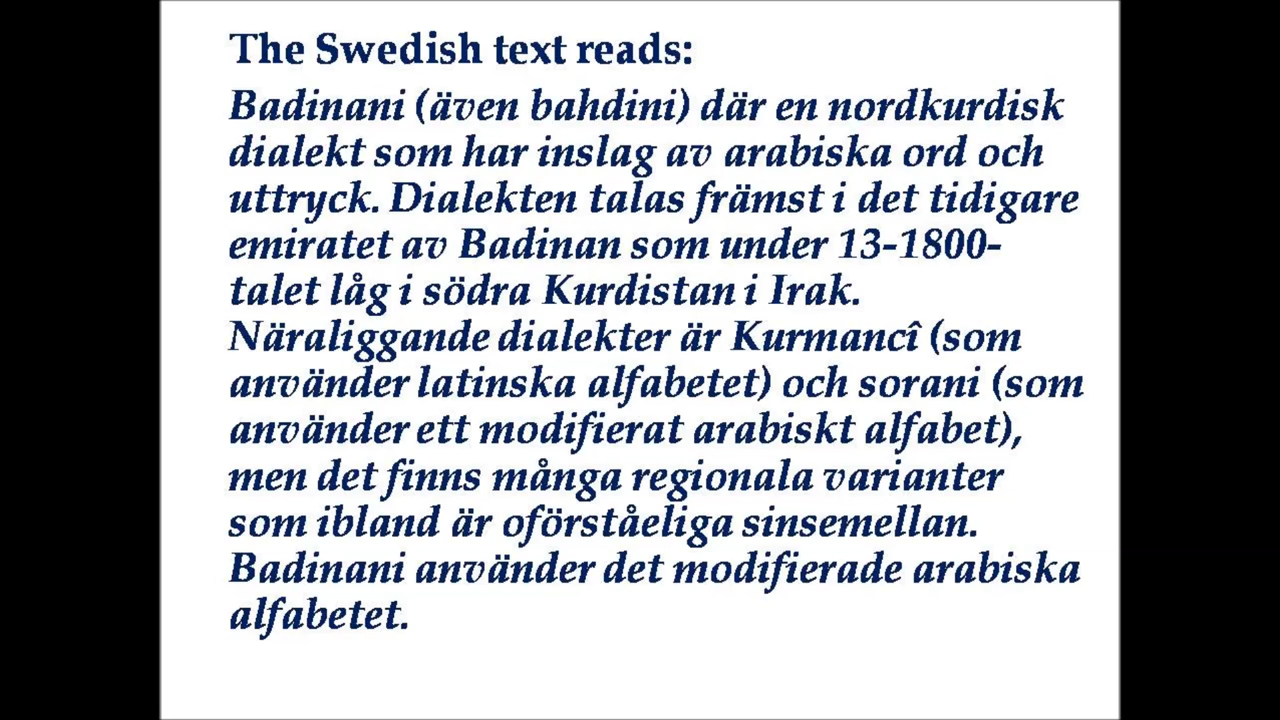 The Swedish text reads:
Badinani (även bahdini) där en nordkurdisk
dialekt som har inslag av arabiska ord och
uttryck. Dialekten talas främst i det tidigare
emiratet av Badinan som under 13-1800-
talet låg i södra Kurdistan i Irak.
Näraliggande dialekter är Kurmancî (som
använder latinska alfabetet) och sorani (som
använder ett modifierat arabiskt alfabet),
men det finns många regionala varianter
som ibland är oförståeliga sinsemellan.
Badinani använder det modifierade arabiska
alfabetet.